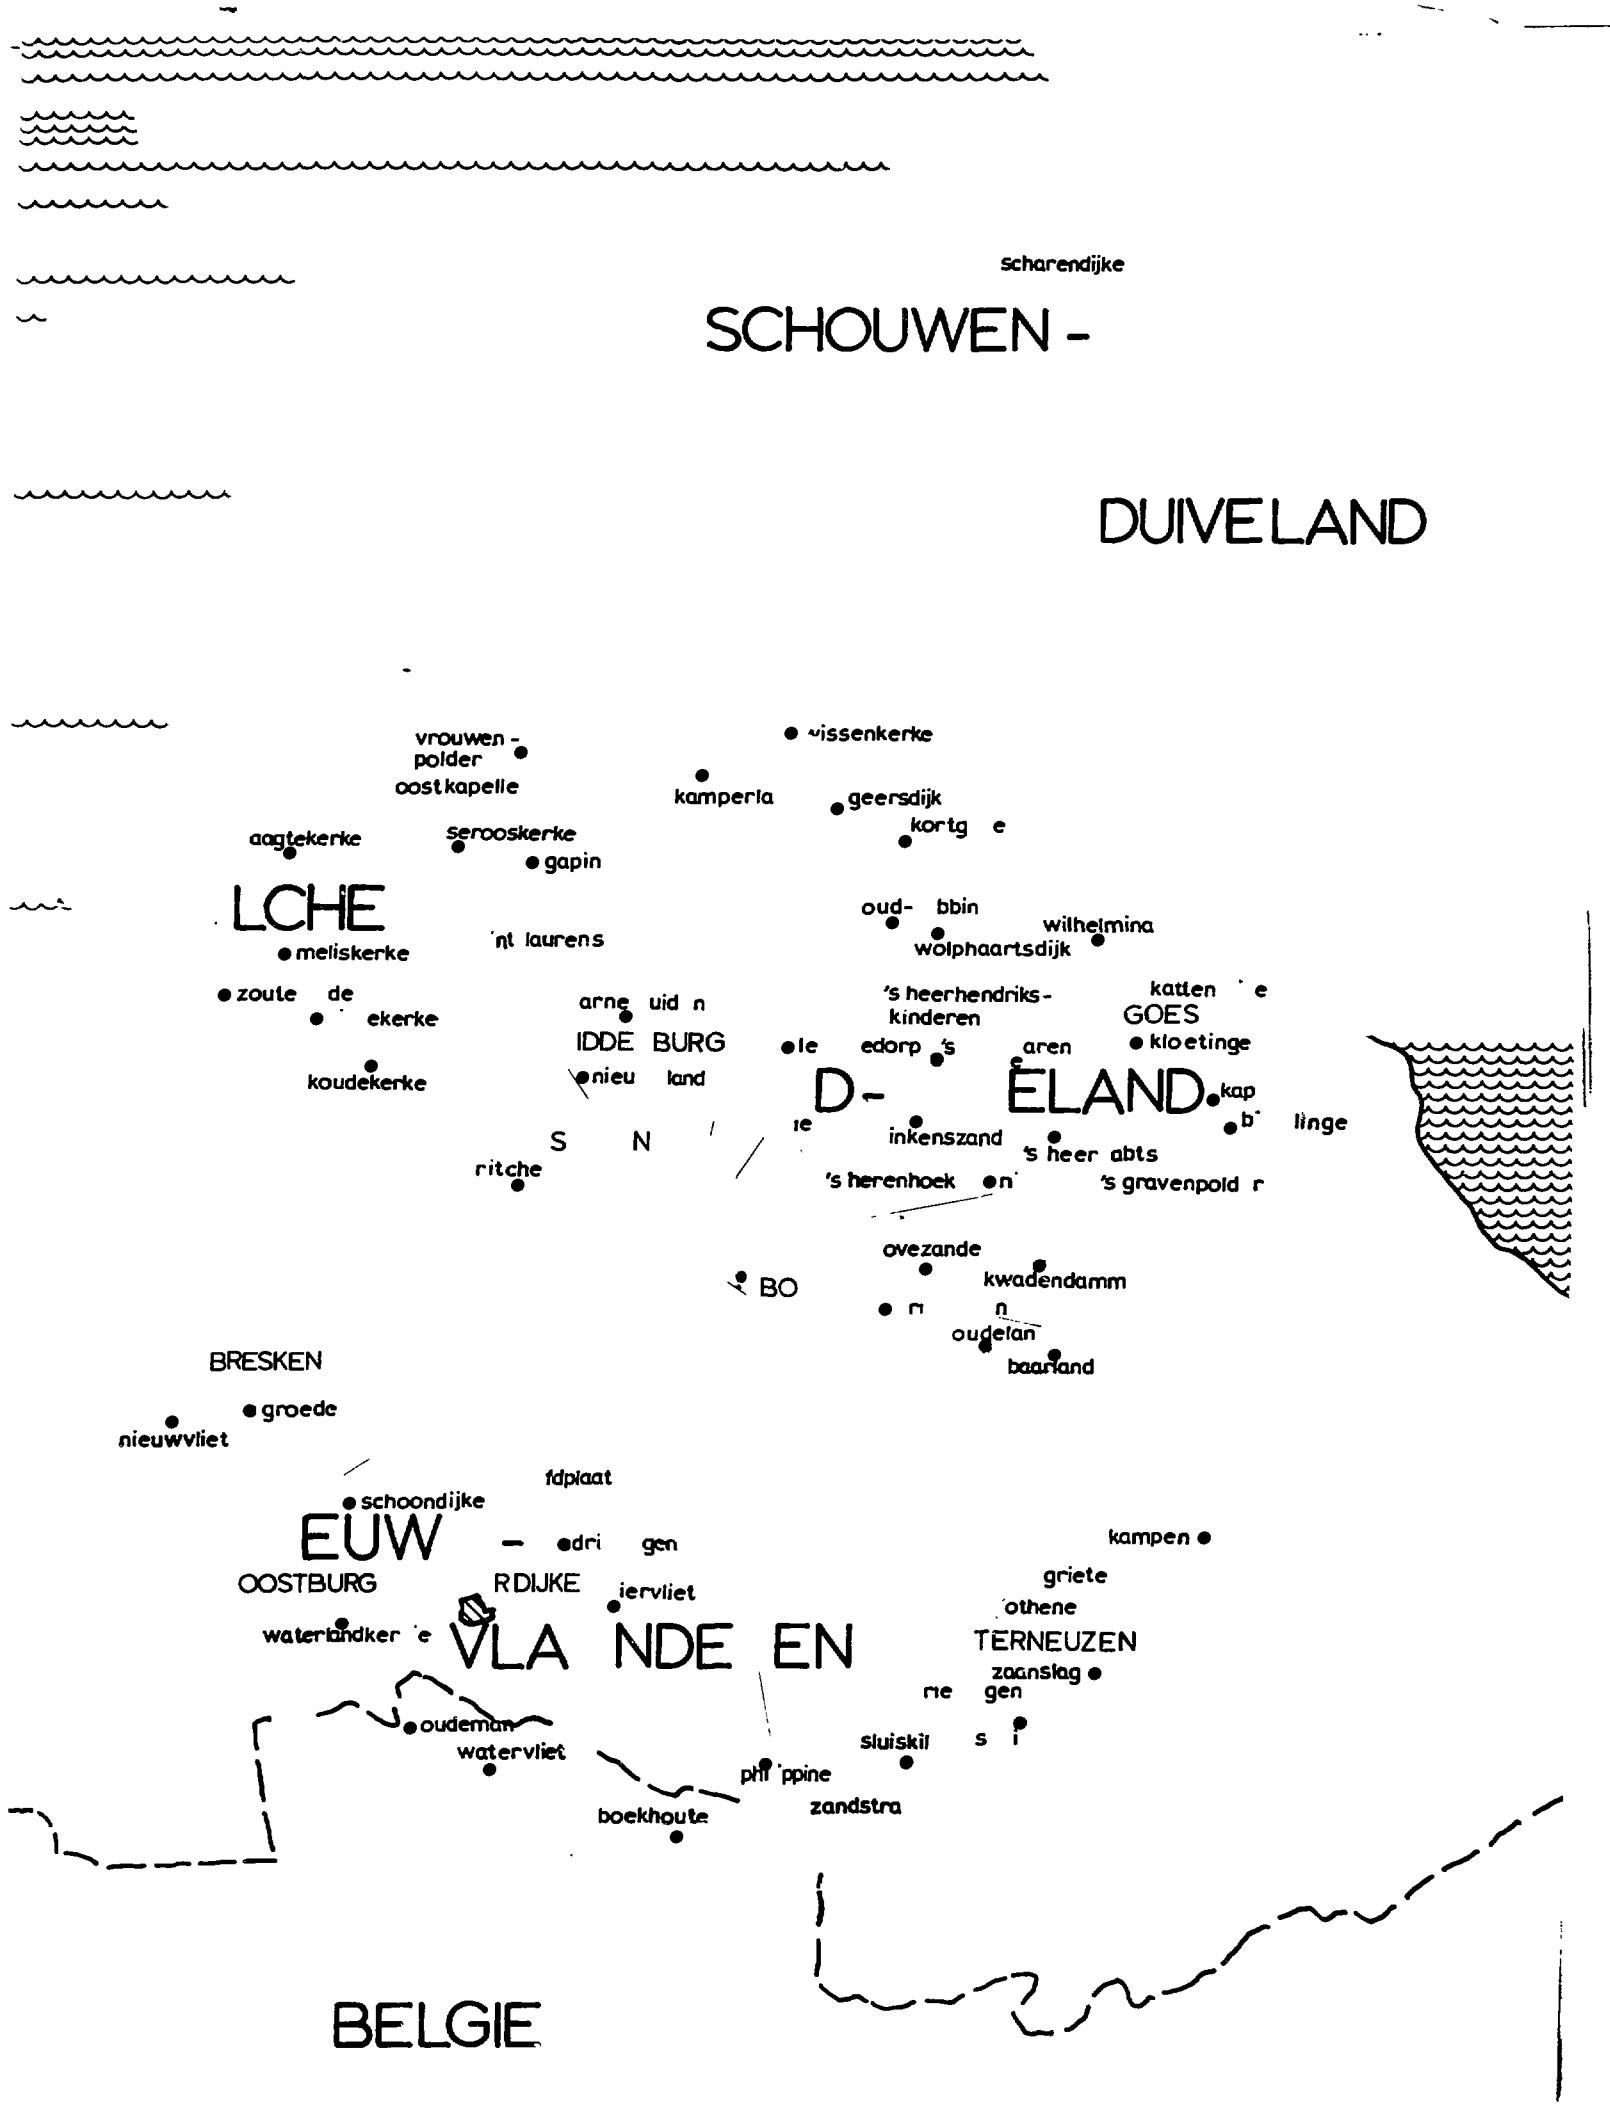 scharendijke
SCHOUWEN -
DUIVELAND
vrouwen -
polder
oostkapelle
issenkerke
kamperla
geersdijk
kortg e
aagtekerke
serooskerke
gapin
LCHE
oud- bbin
wilhelmina
wolphaartsdijk
meliskerke
nt laurens
zoute de
ekerke
arne uid n
's heerhendriks-
kinderen
katten e
GOES
IDDE BURG
le edorp 's
aren
kloetinge
koudekerke
nieu land
D- ELAND
kap
b linge
S N
inkenszand
's heer abts
ritche
's herenhoek
n
's gravenpold r
ovezande
kwadendamm
BO
n
oudelan
baarland
BRESKEN
groede
nieuwvliet
fdplaat
schoondijke
EUW -
dri gen
kampen
OOSTBURG
RDIJKE
iervliet
griete
othene
waterlandker e
VLA NDE EN
TERNEUZEN
zaanslag
gen
oudeman
watervliet
sluiskil s i
phi ppine
zandstra
boekhoute
BELGIE